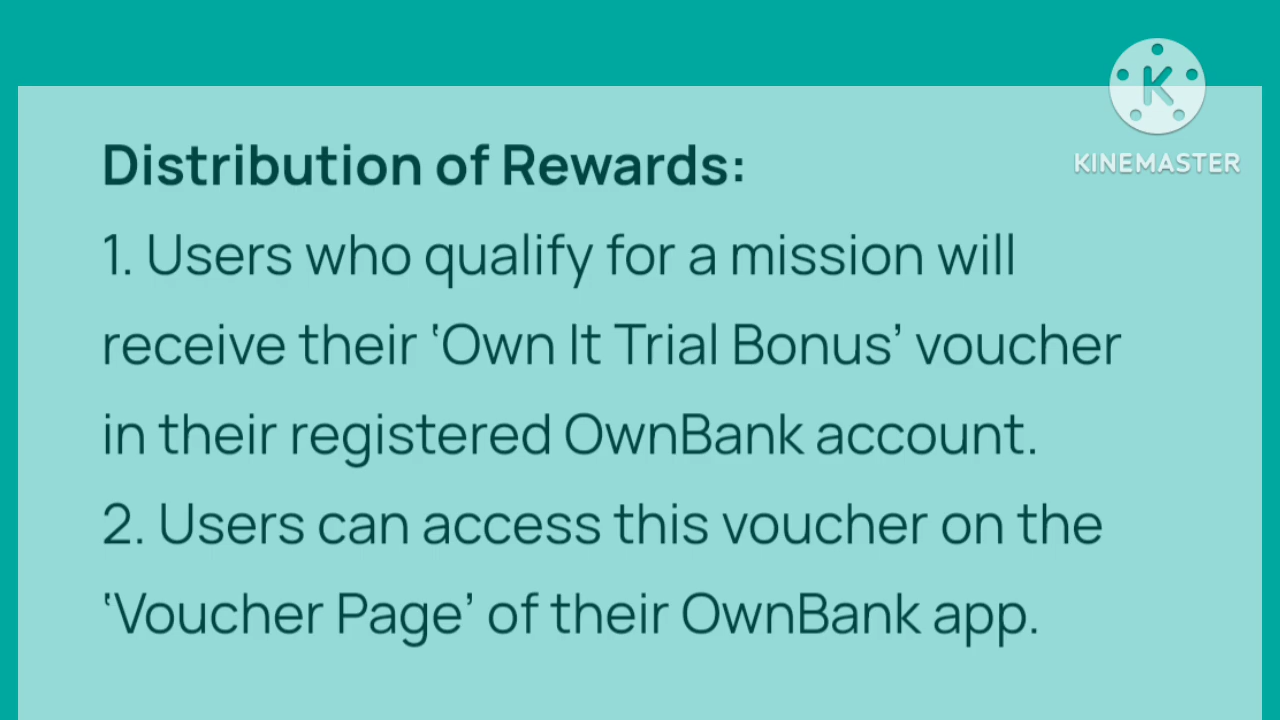 K
KINEMASTER
Distribution of Rewards:
1. Users who qualify for a mission will
receive their ‘Own It Trial Bonus’ voucher
in their registered OwnBank account.
2. Users can access this voucher on the
‘Voucher Page’ of their OwnBank app.